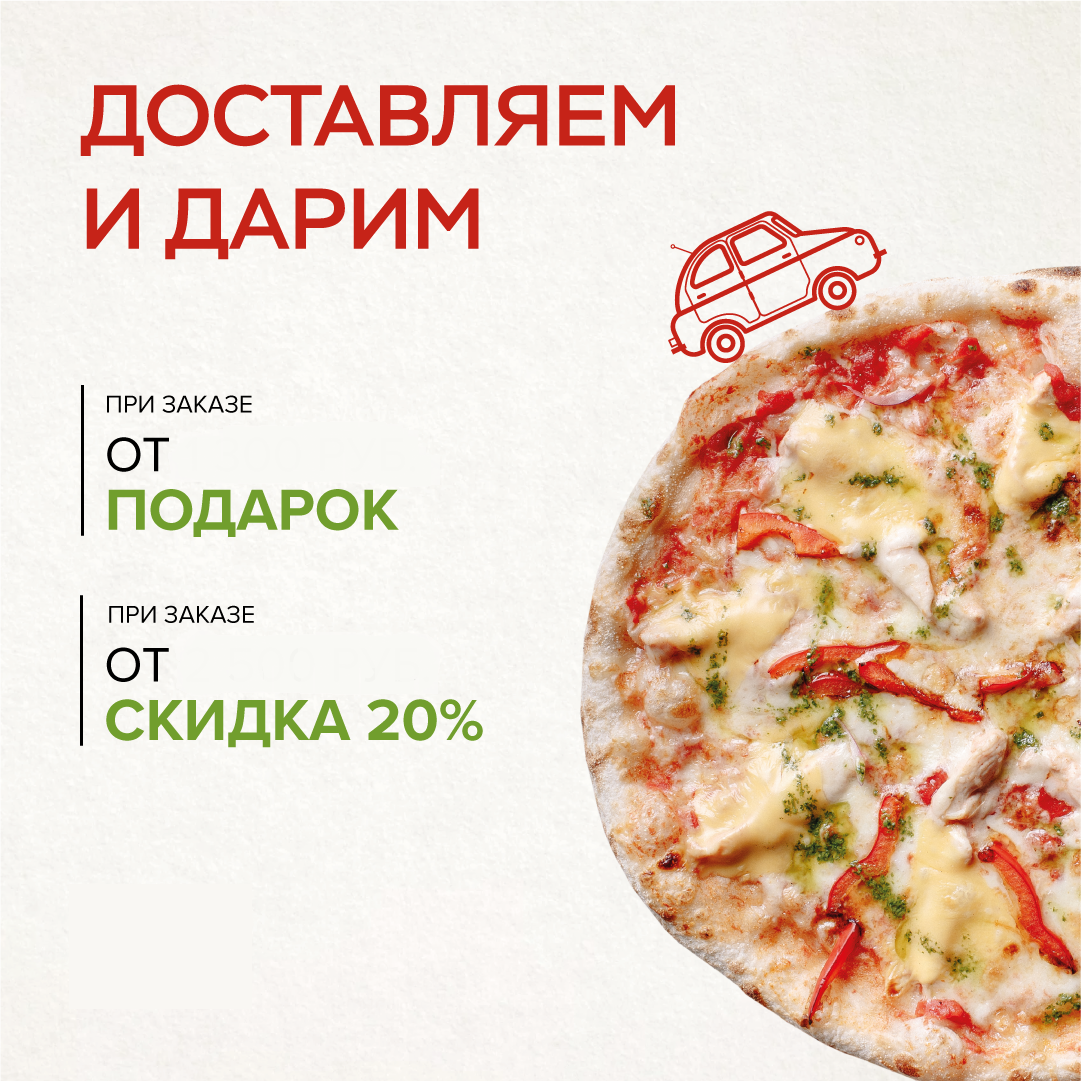 ДОСТАВЛЯЕМ
И ДАРИМ
ПРИ ЗАКАЗЕ
ОТ
ПОДАРОК
ПРИ ЗАКАЗЕ
ОТ
СКИДКА 20%